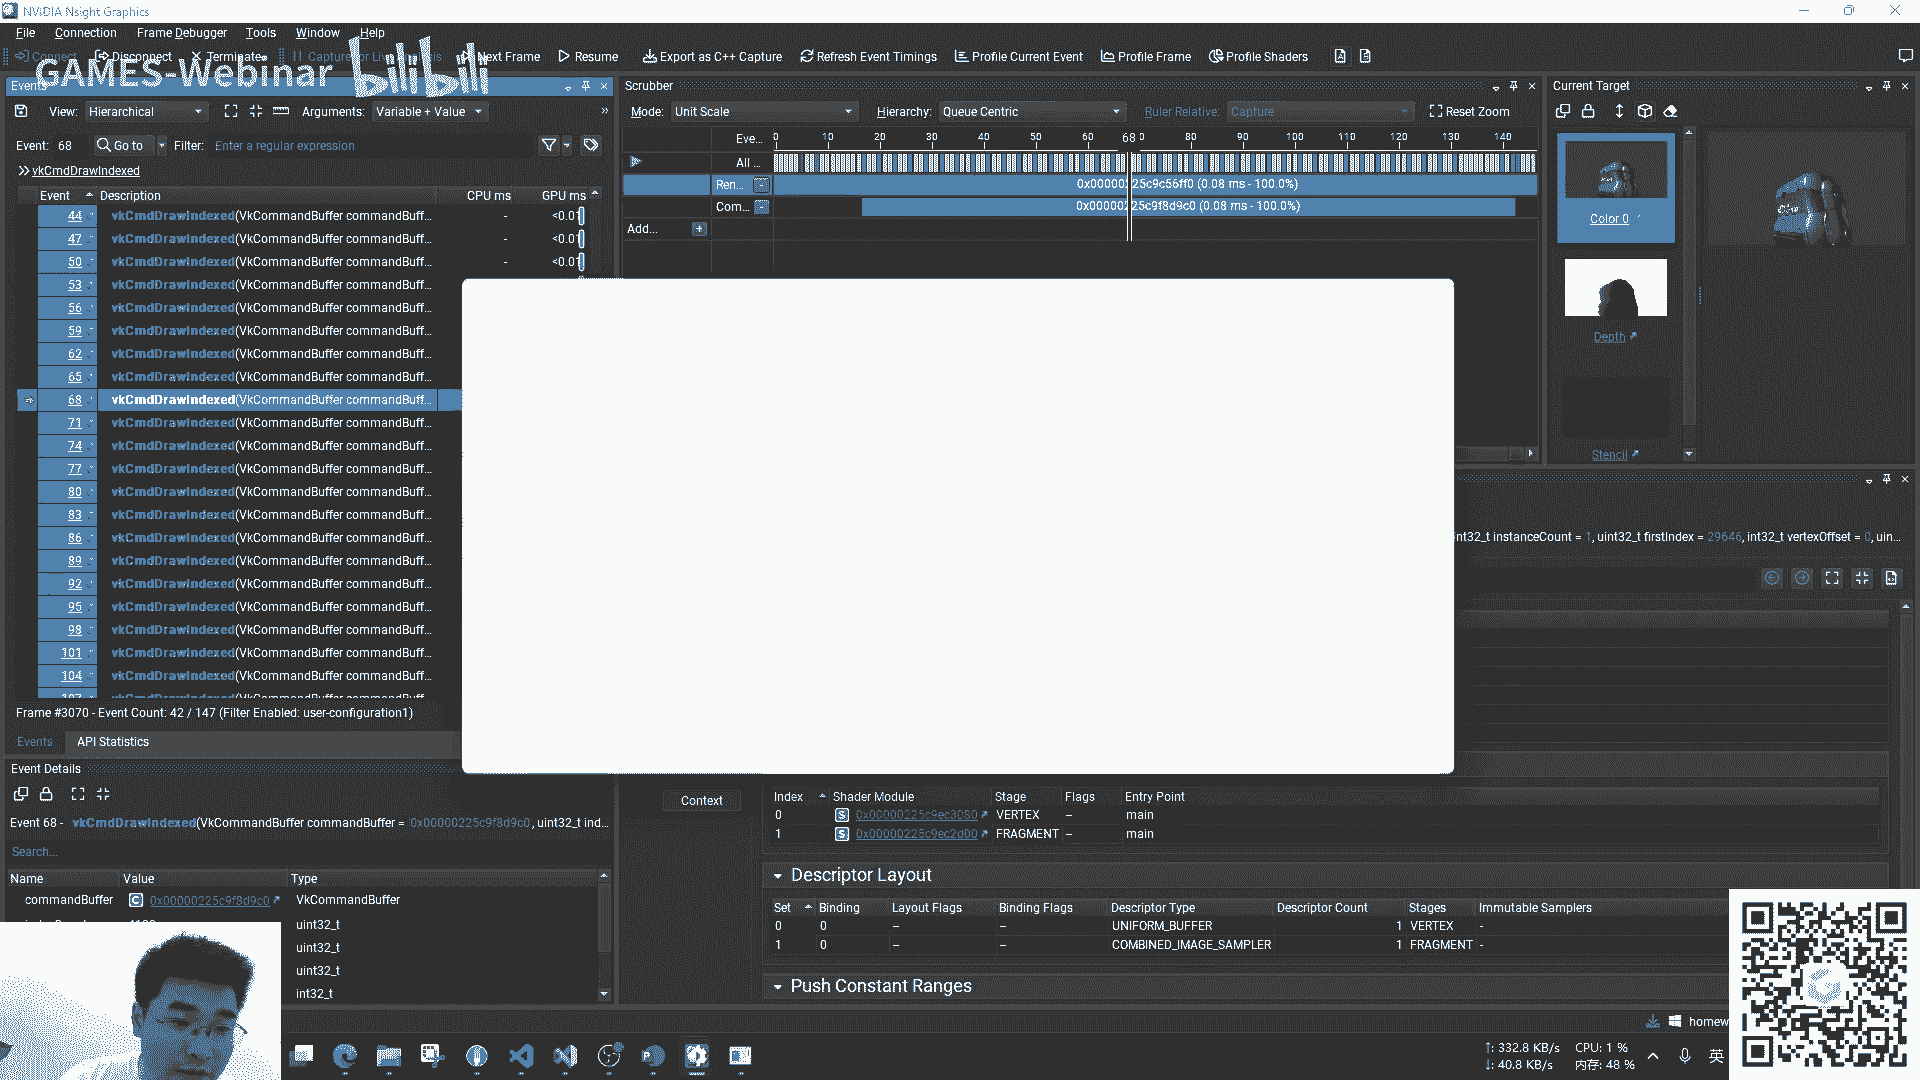 NVIDIA Nsight Graphics
File Connection Frame Debugger Tools Window Help
Connect Disconnect Terminate Next Frame Resume Export as C++ Capture Refresh Event Timings Profile Current Event Profile Frame Profile Shaders
GAMES-Webinar bilibili
Events Scrubber Current Target
View: Hierarchical Arguments: Variable + Value » Mode: Unit Scale Hierarchy: Queue Centric Ruler Relative: Capture Reset Zoom
Event: 68 Go to Filter: Enter a regular expression
Eve... 0 10 20 30 40 50 60 68 0 80 90 100 110 120 130 140
All ...
vkCmdDrawIndexed
Ren... - 0x00000225c9c56ff0 (0.08 ms - 100.0%)
Com... - 0x00000225c9f8d9c0 (0.08 ms - 100.0%)
Add... +
Event Description CPU ms GPU ms
44 vkCmdDrawIndexed(VkCommandBuffer commandBuff... - <0.01
47 vkCmdDrawIndexed(VkCommandBuffer commandBuff... - <0.01
50 vkCmdDrawIndexed(VkCommandBuffer commandBuff... - <0.01
53 vkCmdDrawIndexed(VkCommandBuffer commandBuff...
56 vkCmdDrawIndexed(VkCommandBuffer commandBuff...
59 vkCmdDrawIndexed(VkCommandBuffer commandBuff...
62 vkCmdDrawIndexed(VkCommandBuffer commandBuff...
65 vkCmdDrawIndexed(VkCommandBuffer commandBuff...
68 vkCmdDrawIndexed(VkCommandBuffer commandBuff...
71 vkCmdDrawIndexed(VkCommandBuffer commandBuff...
74 vkCmdDrawIndexed(VkCommandBuffer commandBuff...
77 vkCmdDrawIndexed(VkCommandBuffer commandBuff...
80 vkCmdDrawIndexed(VkCommandBuffer commandBuff...
83 vkCmdDrawIndexed(VkCommandBuffer commandBuff...
86 vkCmdDrawIndexed(VkCommandBuffer commandBuff...
89 vkCmdDrawIndexed(VkCommandBuffer commandBuff...
92 vkCmdDrawIndexed(VkCommandBuffer commandBuff...
95 vkCmdDrawIndexed(VkCommandBuffer commandBuff...
98 vkCmdDrawIndexed(VkCommandBuffer commandBuff...
101 vkCmdDrawIndexed(VkCommandBuffer commandBuff...
104 vkCmdDrawIndexed(VkCommandBuffer commandBuff...
Color 0
Depth
Stencil
int32_t instanceCount = 1, uint32_t firstIndex = 29646, int32_t vertexOffset = 0, uin...
Frame #3070 - Event Count: 42 / 147 (Filter Enabled: user-configuration1)
Events API Statistics
Event Details
Event 68 - vkCmdDrawIndexed(VkCommandBuffer commandBuffer = 0x00000225c9f8d9c0, uint32_t ind...
Search...
Name Value Type
commandBuffer C 0x00000225c9f8d9c0 VkCommandBuffer
uint32_t
uint32_t
uint32_t
int32_t
Context
Index Shader Module Stage Flags Entry Point
0 S 0x00000225c9ec3080 VERTEX – main
1 S 0x00000225c9ec2d00 FRAGMENT – main
Descriptor Layout
Set Binding Layout Flags Binding Flags Descriptor Type Descriptor Count Stages Immutable Samplers
0 0 – – UNIFORM_BUFFER 1 VERTEX -
1 0 – – COMBINED_IMAGE_SAMPLER 1 FRAGMENT -
Push Constant Ranges
homew
↑: 332.8 KB/s CPU: 1 %
↓: 40.8 KB/s 内存: 48 %
英